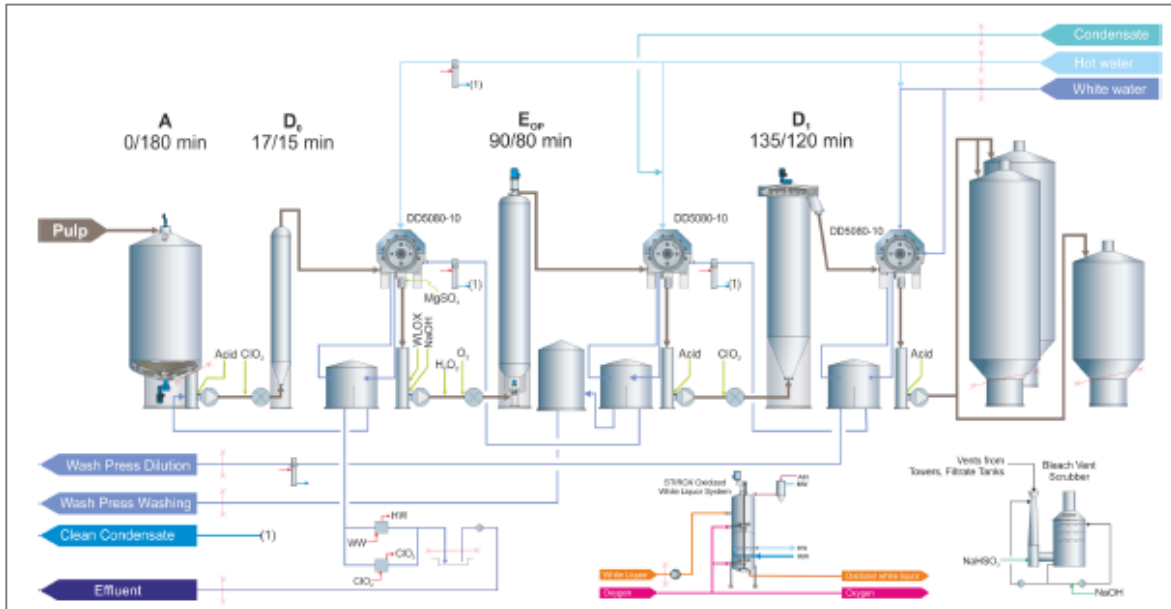 Condensate
Hot water
White water
(1)
A
0/180 min
D₀
17/15 min
EOP
90/80 min
D₁
135/120 min
Pulp
DD5080-10
DD5080-10
DD5080-10
(1)
(1)
MgSO₄
WLOX
NaOH
Acid
ClO₂
H₂O₂
O₂
Acid
ClO₂
Acid
Wash Press Dilution
Wash Press Washing
Clean Condensate
(1)
Effluent
HW
WW
ClO₂
ClO₂
Oxidized
White Liquor System
White Liquor
Oxygen
Oxidized white liquor
Oxygen
Vents from
Towers, Filtrate Tanks
Bleach Vent
Scrubber
NaOH